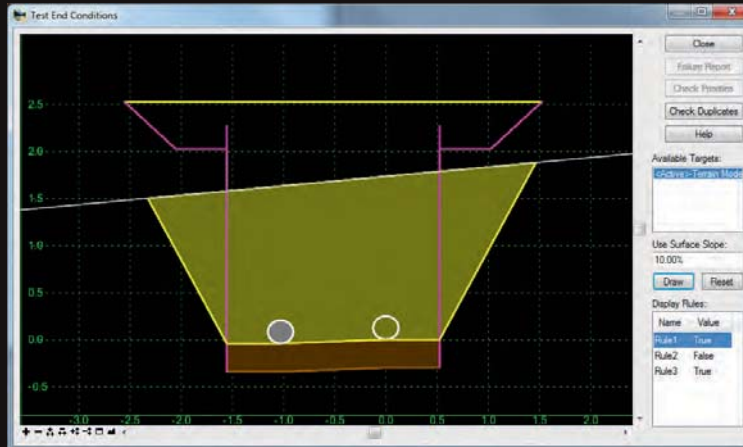 Test End Conditions
Close
Failure Report
Check Priorities
Check Duplicates
Help
Available Targets:
<Active>-Terrain Mode
Use Surface Slope:
10.00%
Draw Reset
Display Rules:
Name Value
Rule1 True
Rule2 False
Rule3 True
2.5
2.0
1.5
1.0
0.5
0.0
-0.5
-3.0 -2.5 -2.0 -1.5 -1.0 -0.5 0.0 0.5 1.0 1.5 2.0